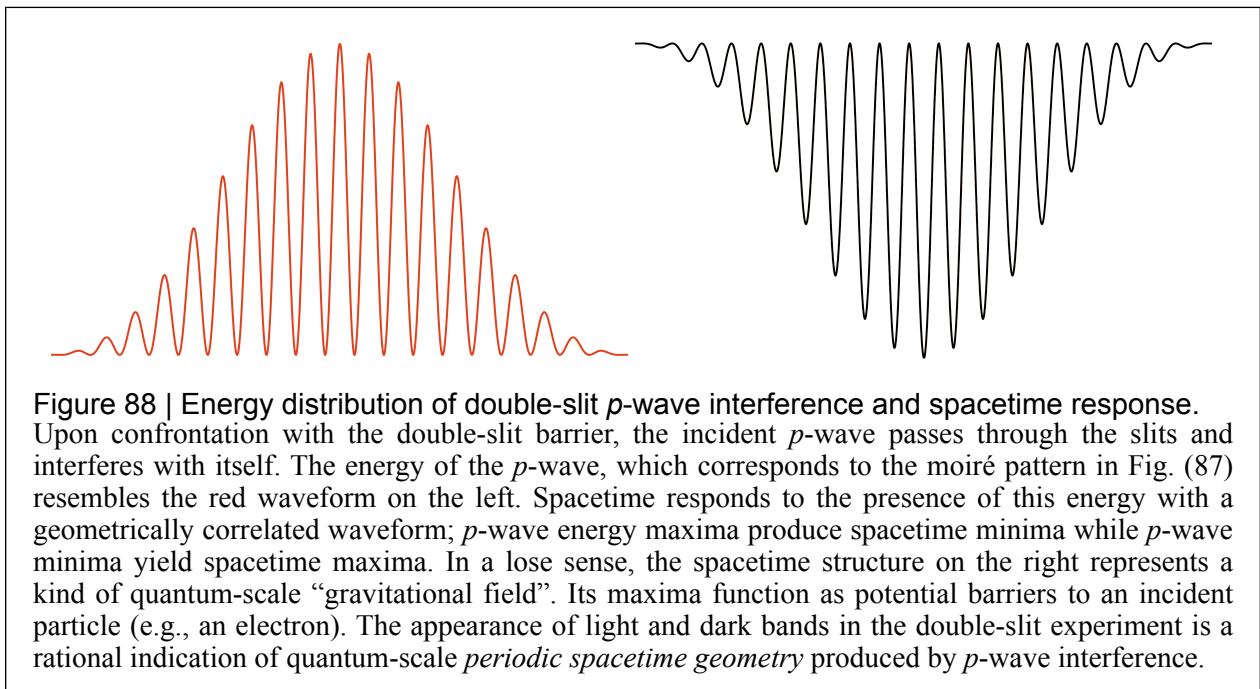 Figure 88 | Energy distribution of double-slit p-wave interference and spacetime response.
Upon confrontation with the double-slit barrier, the incident p-wave passes through the slits and
interferes with itself. The energy of the p-wave, which corresponds to the moiré pattern in Fig. (87)
resembles the red waveform on the left. Spacetime responds to the presence of this energy with a
geometrically correlated waveform; p-wave energy maxima produce spacetime minima while p-wave
minima yield spacetime maxima. In a lose sense, the spacetime structure on the right represents a
kind of quantum-scale “gravitational field”. Its maxima function as potential barriers to an incident
particle (e.g., an electron). The appearance of light and dark bands in the double-slit experiment is a
rational indication of quantum-scale periodic spacetime geometry produced by p-wave interference.